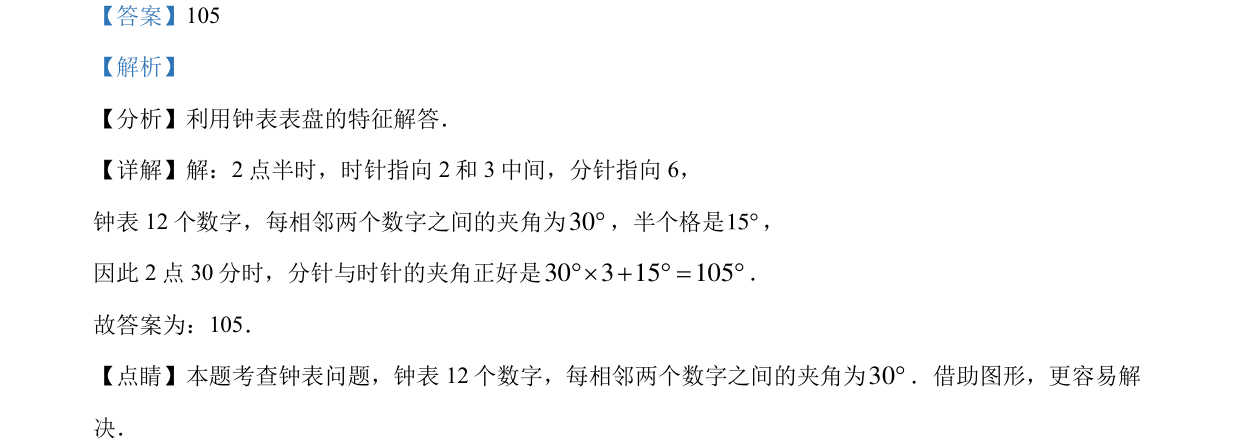 【答案】105
【解析】
【分析】利用钟表表盘的特征解答．
【详解】解：2 点半时，时针指向 2 和 3 中间，分针指向 6，
钟表 12 个数字，每相邻两个数字之间的夹角为30°，半个格是15°，
因此 2 点 30 分时，分针与时针的夹角正好是30°×3+15°=105°．
故答案为：105．
【点睛】本题考查钟表问题，钟表 12 个数字，每相邻两个数字之间的夹角为30°．借助图形，更容易解
决．